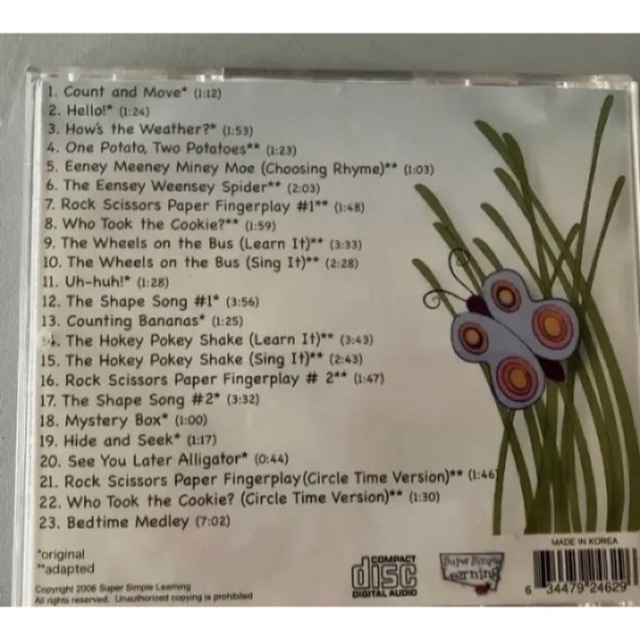 1. Count and Move* (1:12)
2. Hello!* (1:24)
3. How's the Weather?* (1:53)
4. One Potato, Two Potatoes** (1:23)
5. Eeney Meeney Miney Moe (Choosing Rhyme)** (1:03)
6. The Eensey Weensey Spider** (2:03)
7. Rock Scissors Paper Fingerplay #1** (1:48)
8. Who Took the Cookie?** (1:59)
9. The Wheels on the Bus (Learn It)** (3:33)
10. The Wheels on the Bus (Sing It)** (2:28)
11. Uh-huh!* (1:28)
12. The Shape Song #1* (3:56)
13. Counting Bananas* (1:25)
14. The Hokey Pokey Shake (Learn It)** (3:43)
15. The Hokey Pokey Shake (Sing It)** (2:43)
16. Rock Scissors Paper Fingerplay # 2** (1:47)
17. The Shape Song #2* (3:32)
18. Mystery Box* (1:00)
19. Hide and Seek* (1:17)
20. See You Later Alligator* (0:44)
21. Rock Scissors Paper Fingerplay(Circle Time Version)** (1:46)
22. Who Took the Cookie? (Circle Time Version)** (1:30)
23. Bedtime Medley (7:02)
*original
**adapted
Copyright 2006 Super Simple Learning
All rights reserved. Unauthorized copying is prohibited
COMPACT
disc
DIGITAL AUDIO
Super Simple
Learning
MADE IN KOREA
6 34479 24629